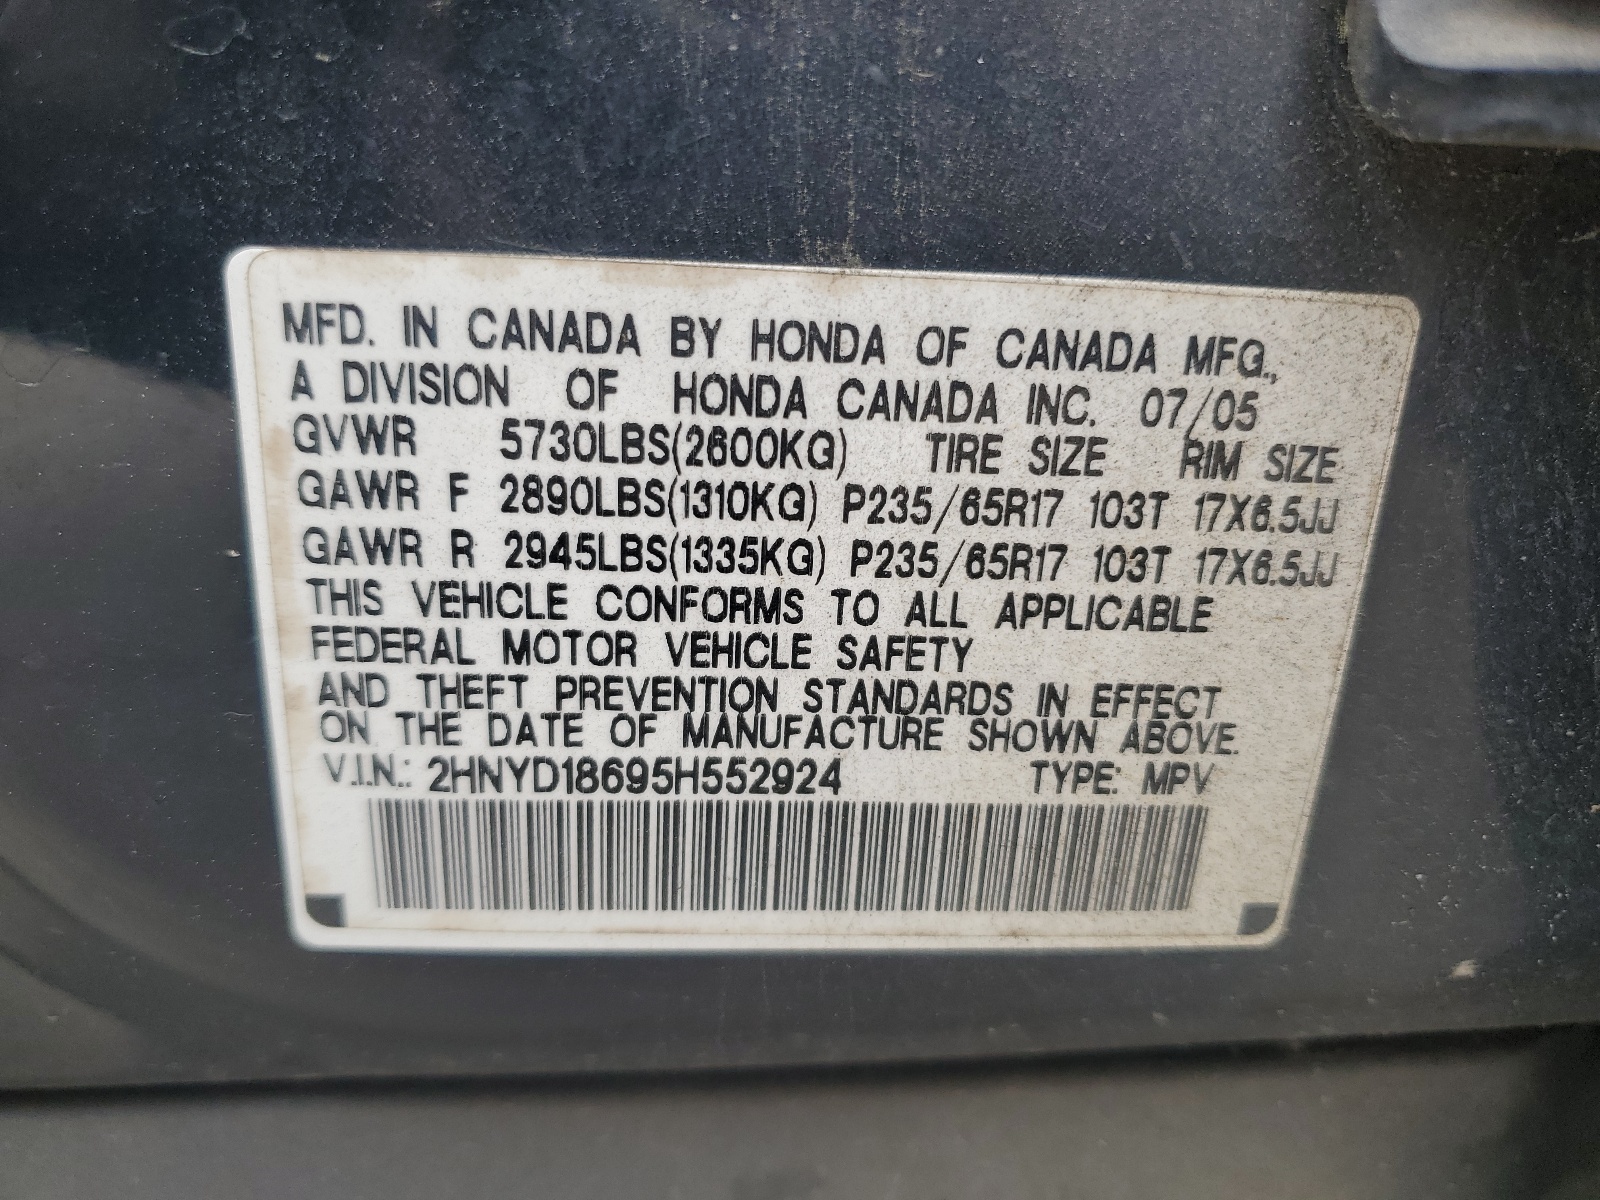 MFD. IN CANADA BY HONDA OF CANADA MFG.,
A DIVISION OF HONDA CANADA INC. 07/05
GVWR 5730LBS(2600KG) TIRE SIZE RIM SIZE
GAWR F 2890LBS(1310KG) P235/65R17 103T 17X6.5JJ
GAWR R 2945LBS(1335KG) P235/65R17 103T 17X6.5JJ
THIS VEHICLE CONFORMS TO ALL APPLICABLE
FEDERAL MOTOR VEHICLE SAFETY
AND THEFT PREVENTION STANDARDS IN EFFECT
ON THE DATE OF MANUFACTURE SHOWN ABOVE.
V.I.N.: 2HNYD18695H552924 TYPE: MPV